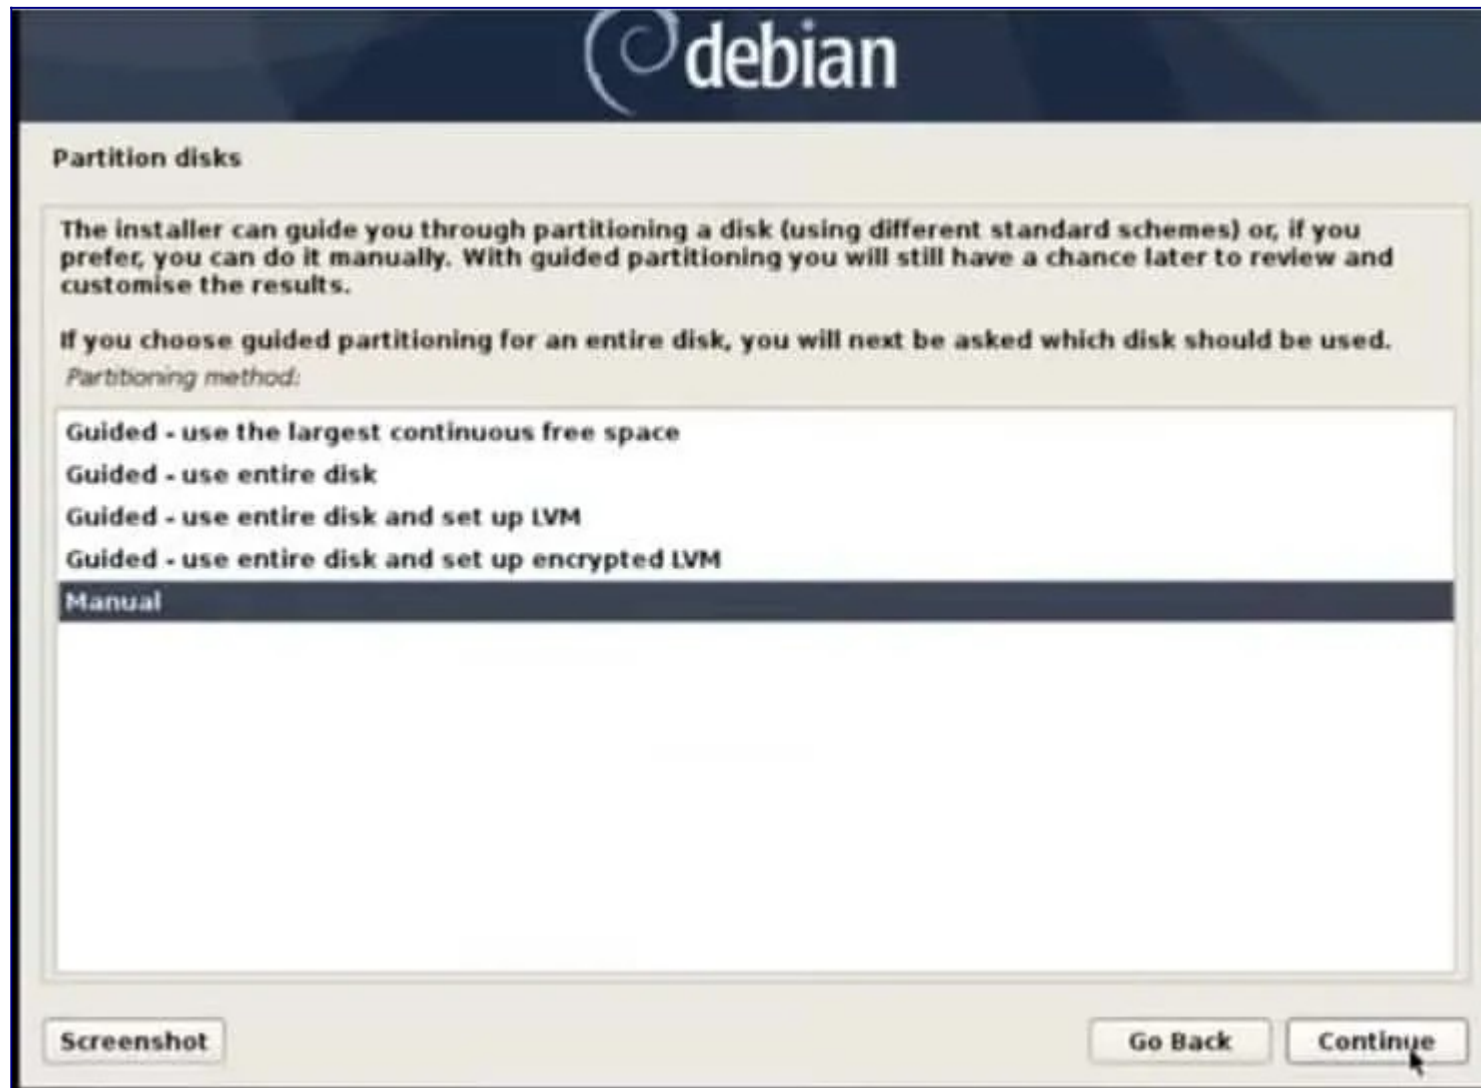 debian
Partition disks
The installer can guide you through partitioning a disk (using different standard schemes) or, if you
prefer, you can do it manually. With guided partitioning you will still have a chance later to review and
customise the results.
If you choose guided partitioning for an entire disk, you will next be asked which disk should be used.
Partitioning method:
Guided - use the largest continuous free space
Guided - use entire disk
Guided - use entire disk and set up LVM
Guided - use entire disk and set up encrypted LVM
Manual
Screenshot
Go Back
Continue